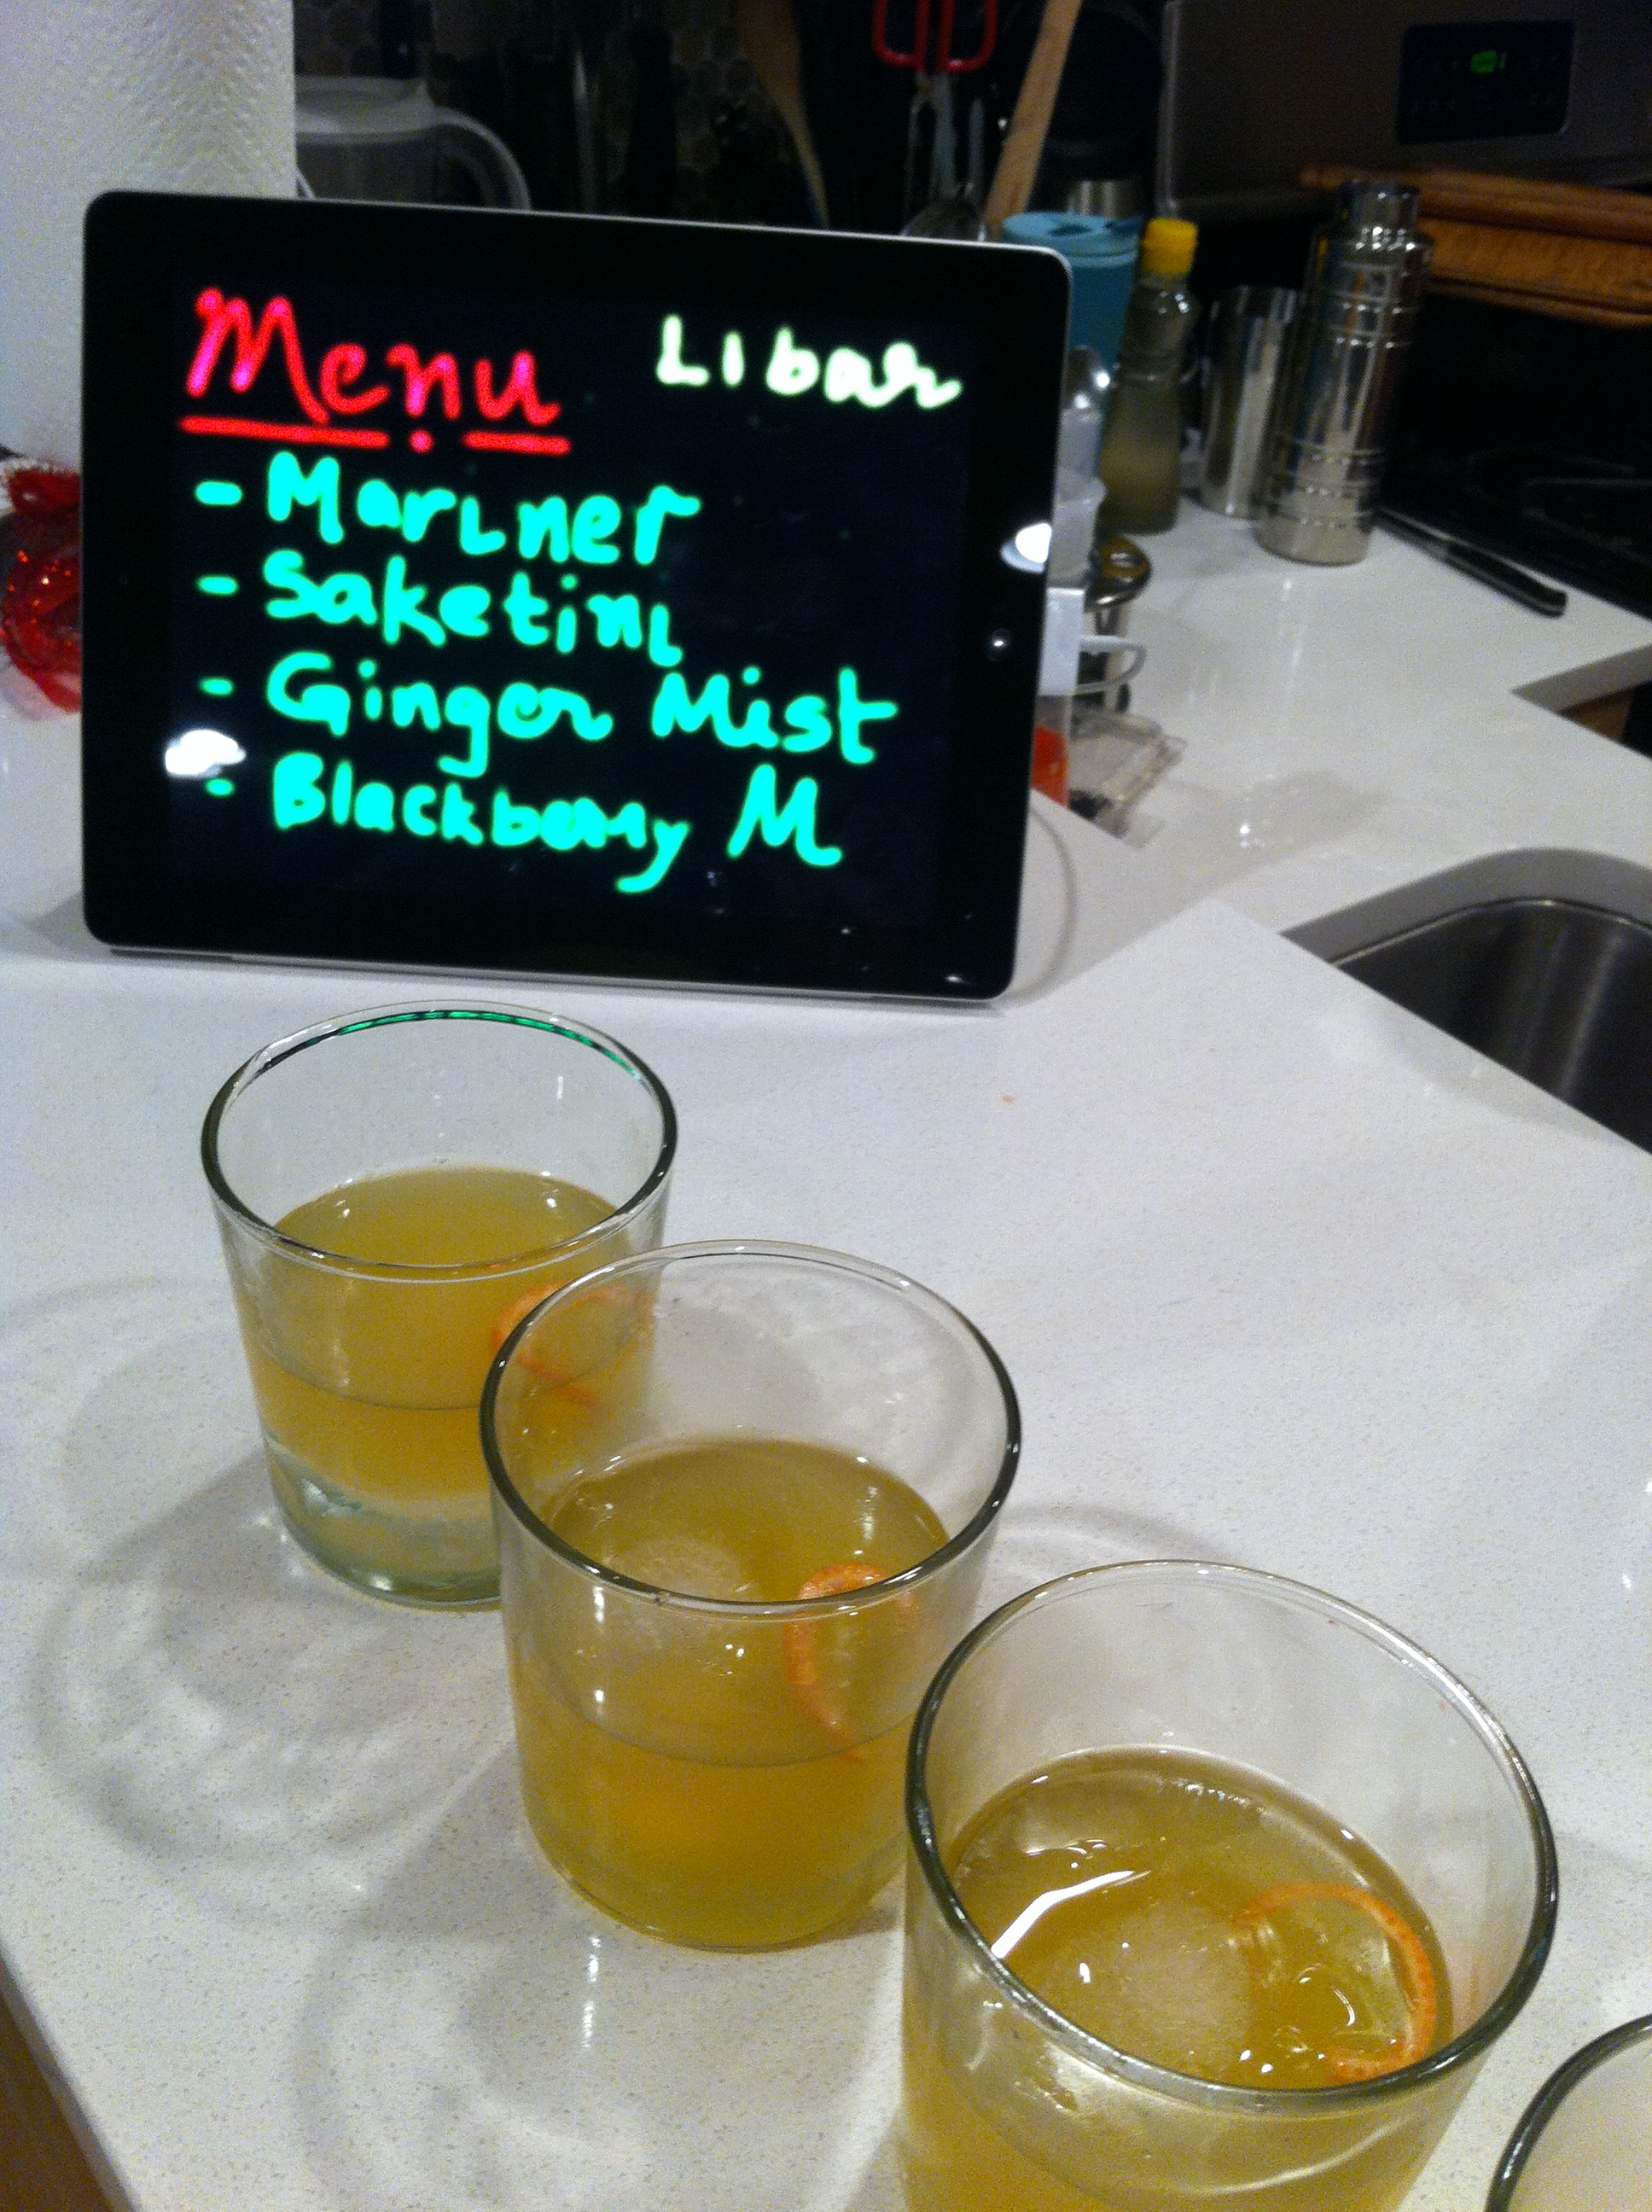 Menu Libar
- Mariner
- Saketini
- Ginger Mist
- Blackberry M